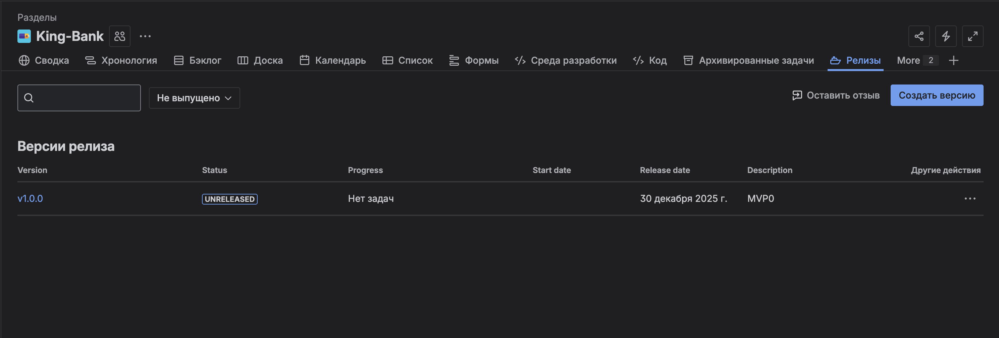 Разделы
King-Bank
Сводка Хронология Бэклог Доска Календарь Список Формы Среда разработки Код Архивированные задачи Релизы More 2
Не выпущено Оставить отзыв Создать версию
Версии релиза
Version Status Progress Start date Release date Description Другие действия
v1.0.0 UNRELEASED Нет задач 30 декабря 2025 г. MVP0